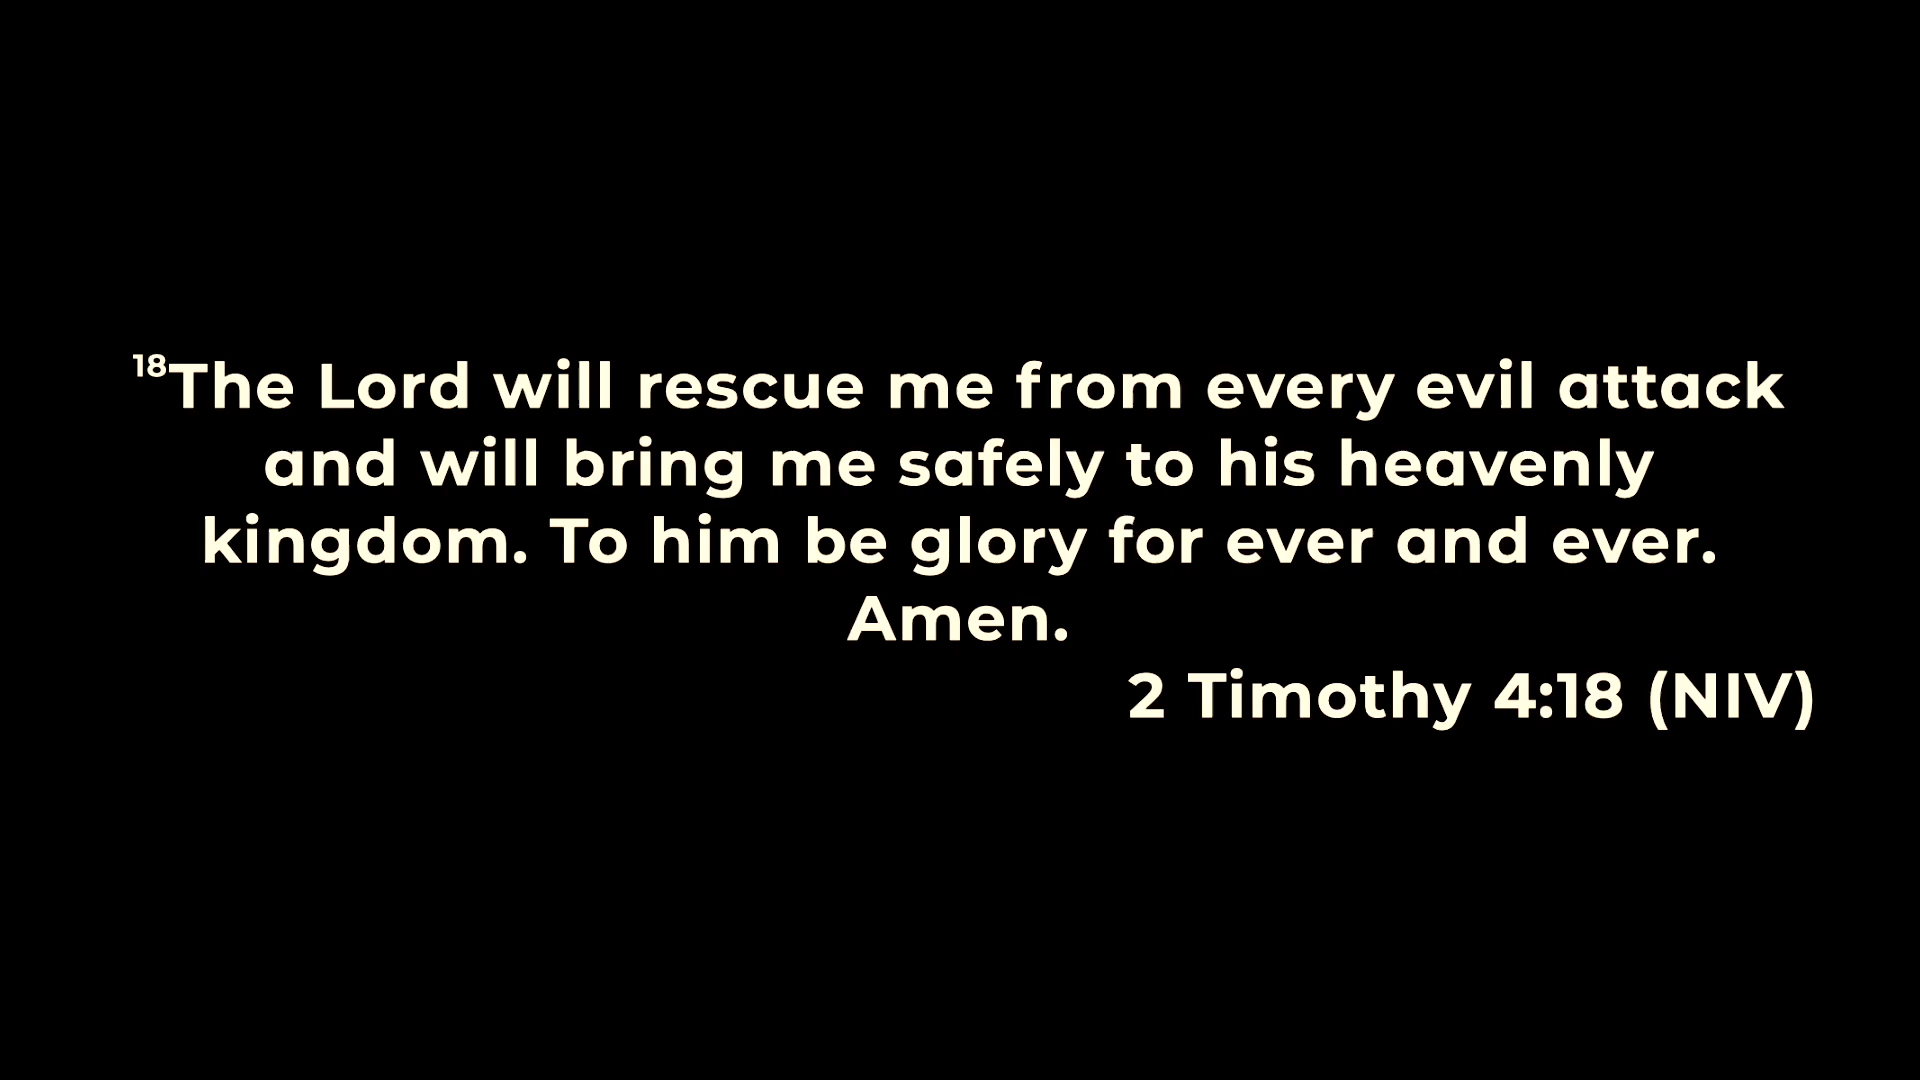 ¹⁸The Lord will rescue me from every evil attack
and will bring me safely to his heavenly
kingdom. To him be glory for ever and ever.
Amen.
2 Timothy 4:18 (NIV)